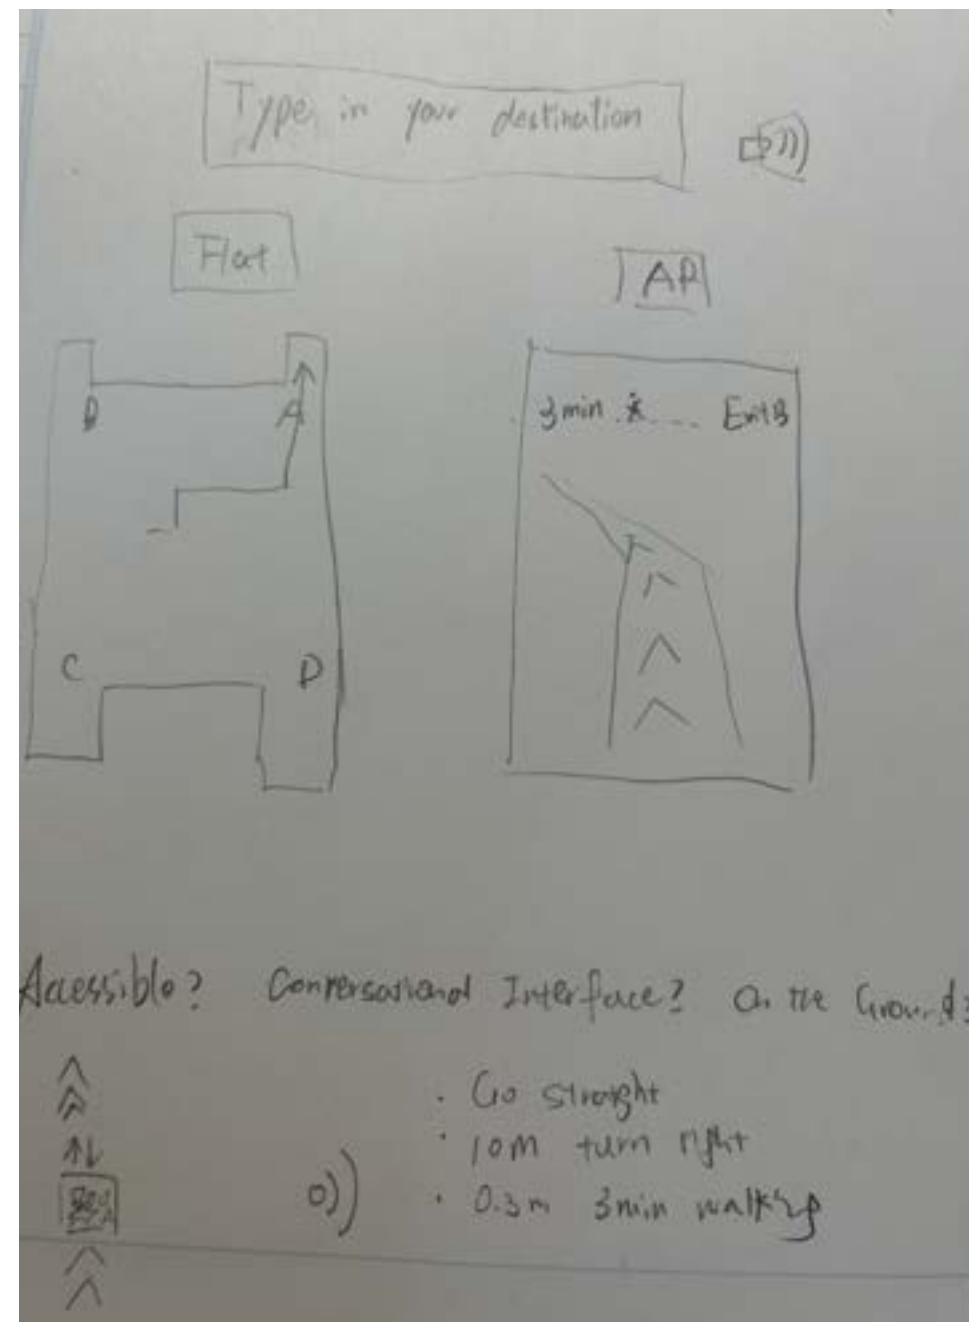 Type in your destination
Flat
AR
B
A
3min
Exit B
C
D
Accessible? Conversational Interface? On the Ground?
· Go straight
· 10M turn right
· 0.3m 3min walking